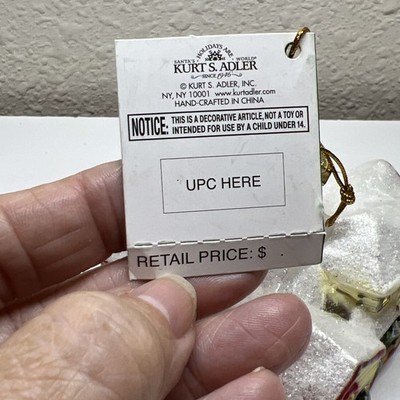 HOLIDAYS ARE
SANTA'S WORLD
KURT S. ADLER
SINCE 1946
© KURT S. ADLER, INC.
NY, NY 10001 www.kurtadler.com
HAND-CRAFTED IN CHINA
NOTICE: THIS IS A DECORATIVE ARTICLE, NOT A TOY OR
INTENDED FOR USE BY A CHILD UNDER 14.
UPC HERE
RETAIL PRICE: $